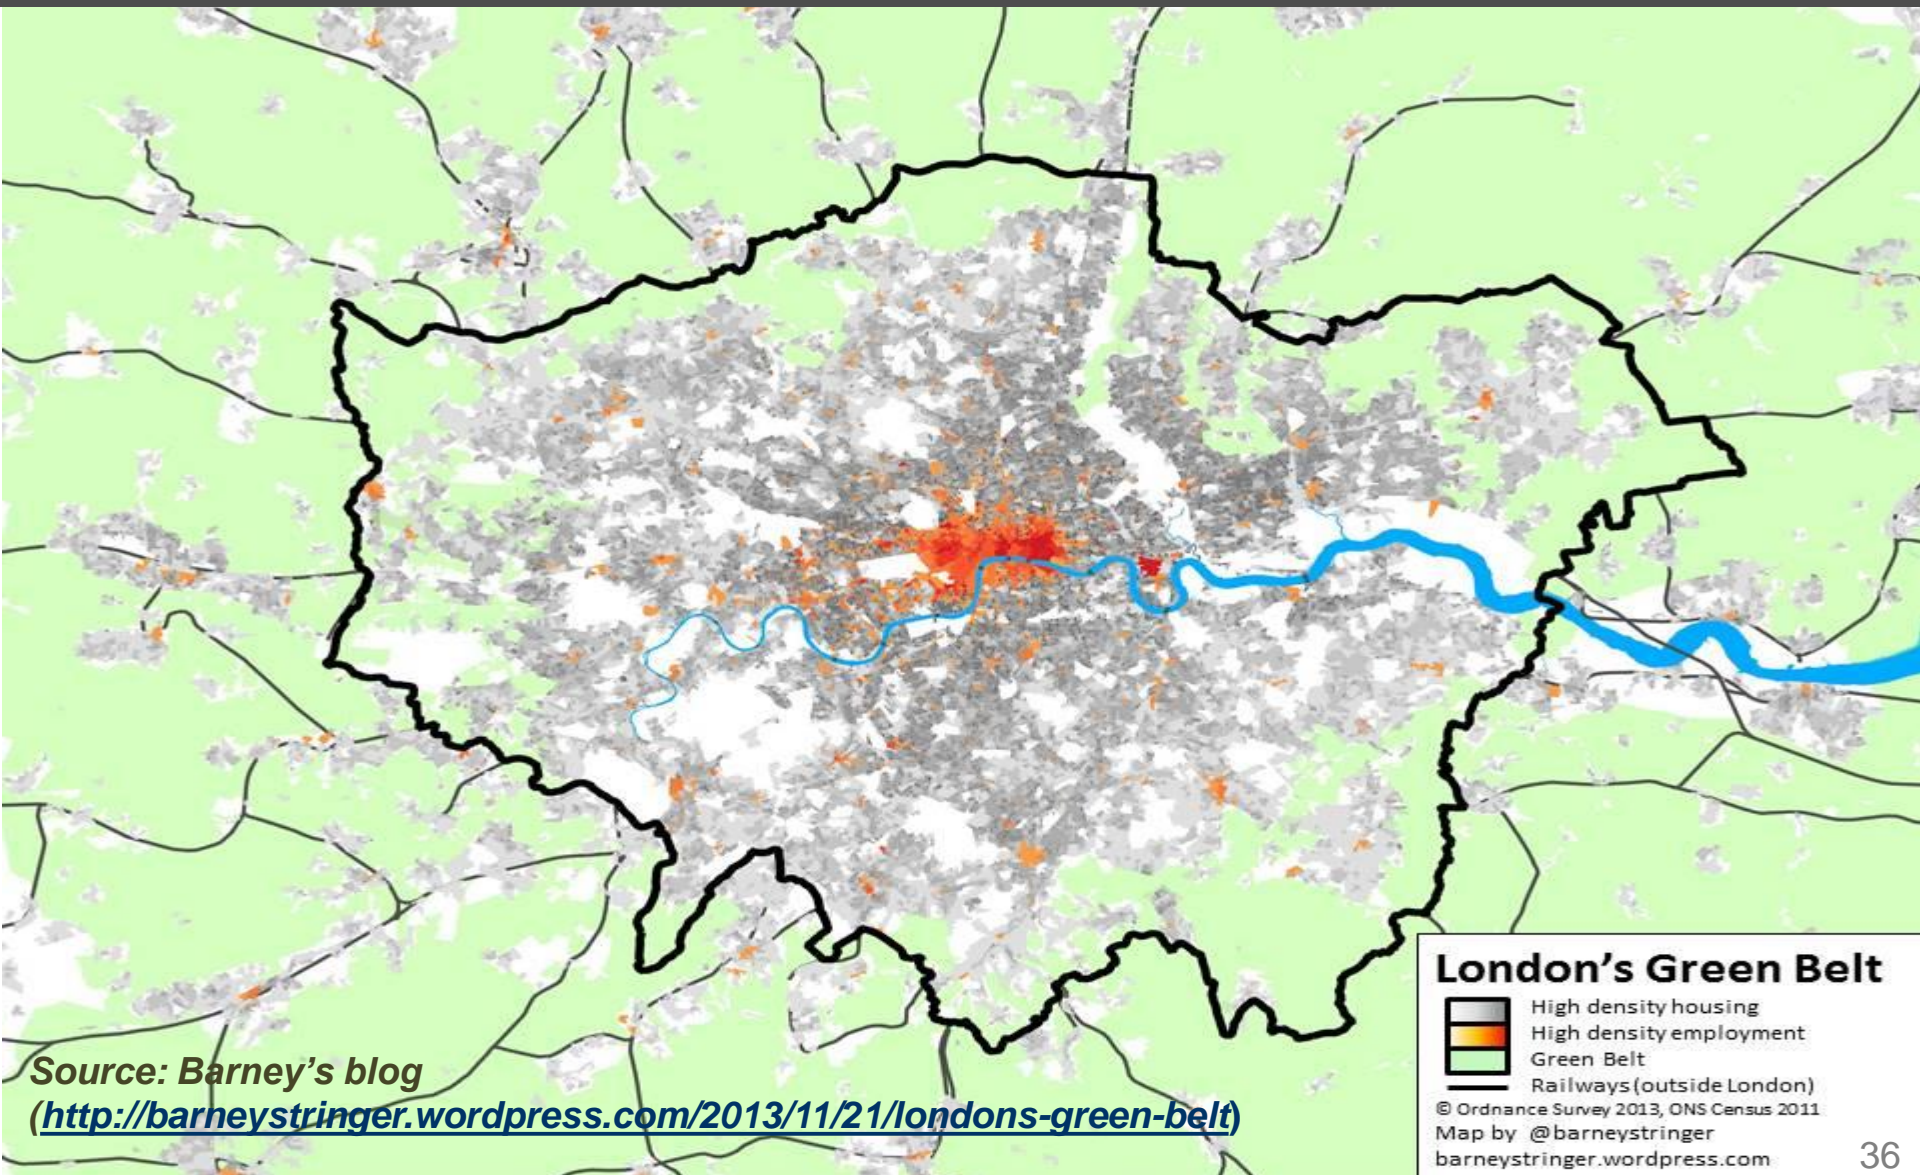 Source: Barney’s blog
(http://barneystringer.wordpress.com/2013/11/21/londons-green-belt)
London’s Green Belt
High density housing
High density employment
Green Belt
Railways (outside London)
© Ordnance Survey 2013, ONS Census 2011
Map by @barneystringer
barneystringer.wordpress.com
36